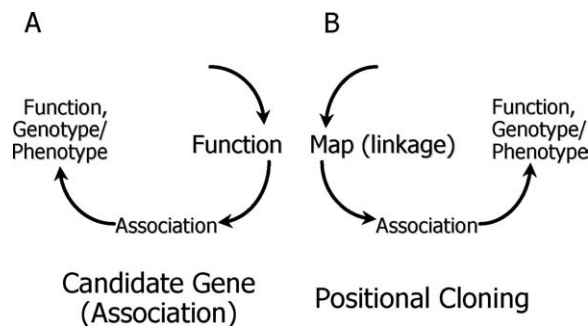 A
Function,
Genotype/
Phenotype
Function
Association
Candidate Gene
(Association)
B
Map (linkage)
Function,
Genotype/
Phenotype
Association
Positional Cloning